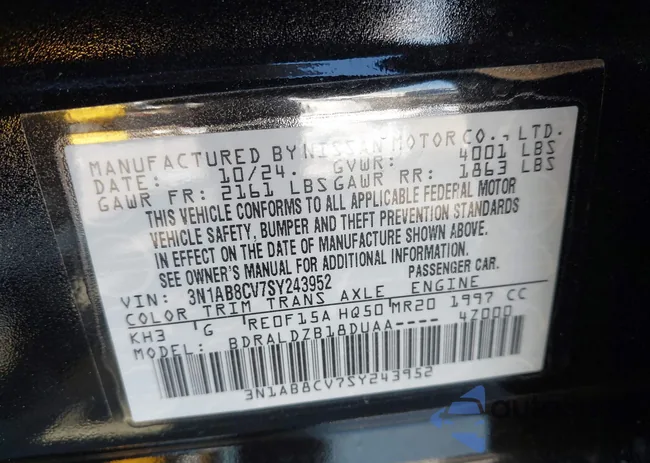 MANUFACTURED BY NISSAN MOTOR CO., LTD.
DATE: 10/24. GVWR: 4001 LBS
GAWR FR: 2161 LBS GAWR RR: 1863 LBS
THIS VEHICLE CONFORMS TO ALL APPLICABLE FEDERAL MOTOR
VEHICLE SAFETY, BUMPER AND THEFT PREVENTION STANDARDS
IN EFFECT ON THE DATE OF MANUFACTURE SHOWN ABOVE.
SEE OWNER'S MANUAL FOR ADDITIONAL INFORMATION.
VIN: 3N1AB8CV7SY243952 PASSENGER CAR.
COLOR TRIM TRANS AXLE ENGINE
KH3 G RE0F15A HQ50 MR20 1997 CC
MODEL: BDRALDZB18DUAA---- 47000
3N1AB8CV7SY243952